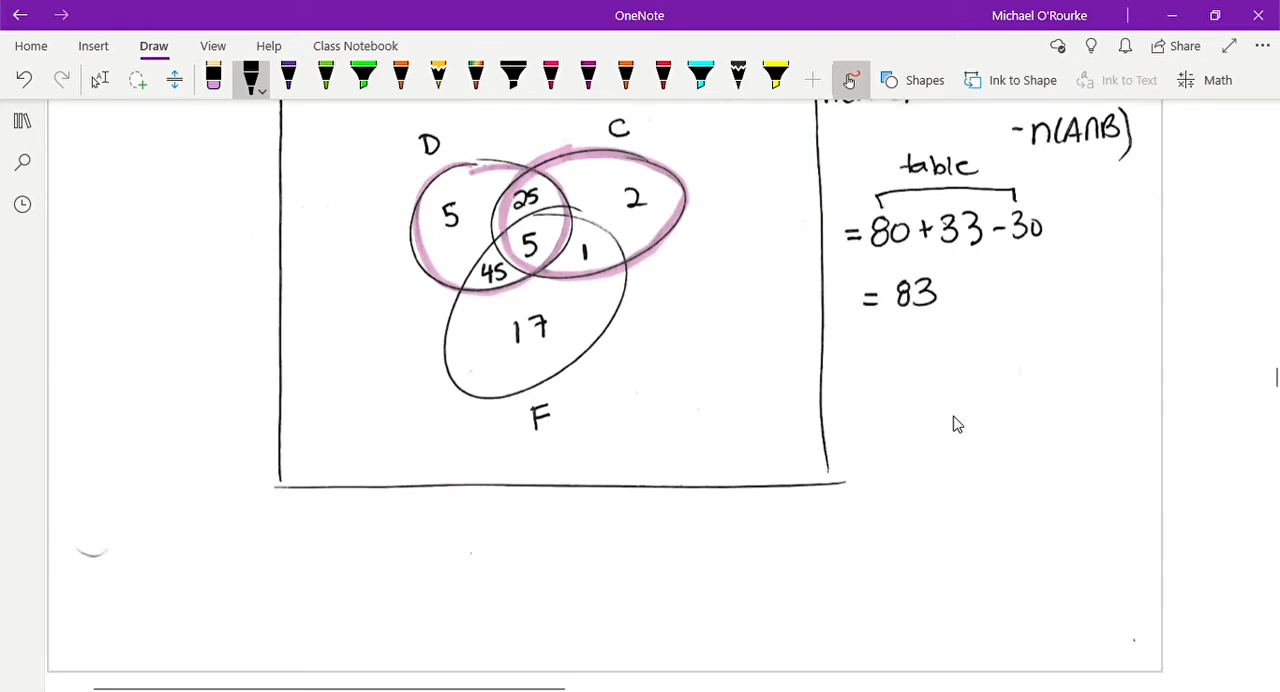 OneNote
Michael O'Rourke
Home Insert Draw View Help Class Notebook
Share
Shapes Ink to Shape Ink to Text Math
D
C
5
25
2
5
1
45
17
F
-n(A∩B)
table
= 80 + 33 - 30
= 83